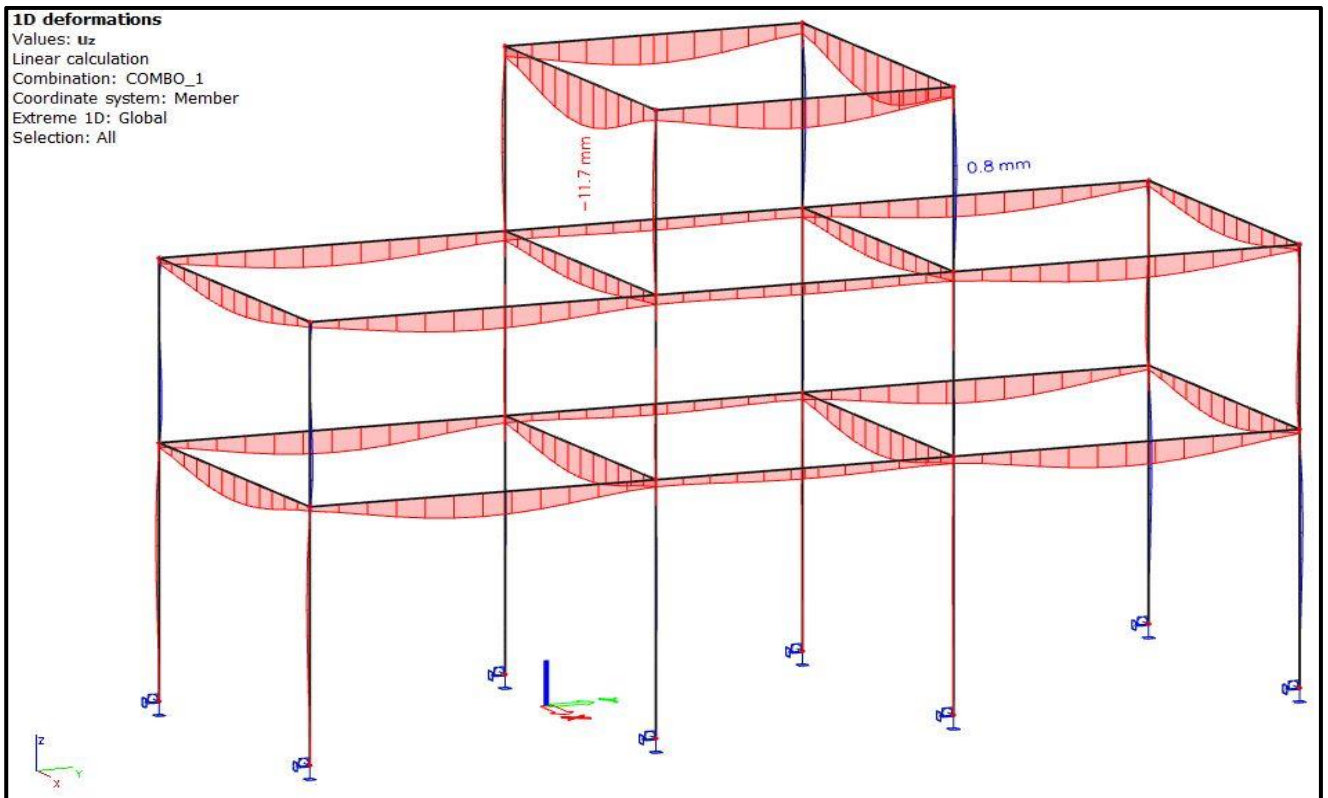 1D deformations
Values: uz
Linear calculation
Combination: COMBO_1
Coordinate system: Member
Extreme 1D: Global
Selection: All
-11.7 mm
0.8 mm
Z
Y
X